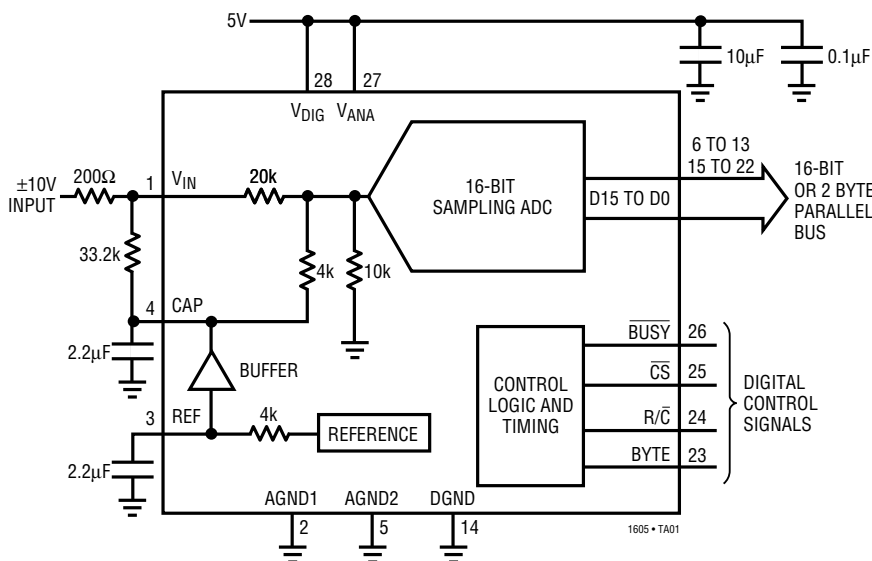 5V
10µF
0.1µF
28
27
V_DIG
V_ANA
6 TO 13
15 TO 22
16-BIT
OR 2 BYTE
PARALLEL
BUS
±10V
INPUT
200Ω
1
V_IN
20k
16-BIT
SAMPLING ADC
D15 TO D0
33.2k
4k
10k
4
CAP
2.2µF
BUFFER
3
REF
4k
REFERENCE
2.2µF
CONTROL
LOGIC AND
TIMING
B̅U̅S̅Y̅
26
C̅S̅
25
R/C̅
24
BYTE
23
DIGITAL
CONTROL
SIGNALS
AGND1
AGND2
DGND
2
5
14
1605 • TA01